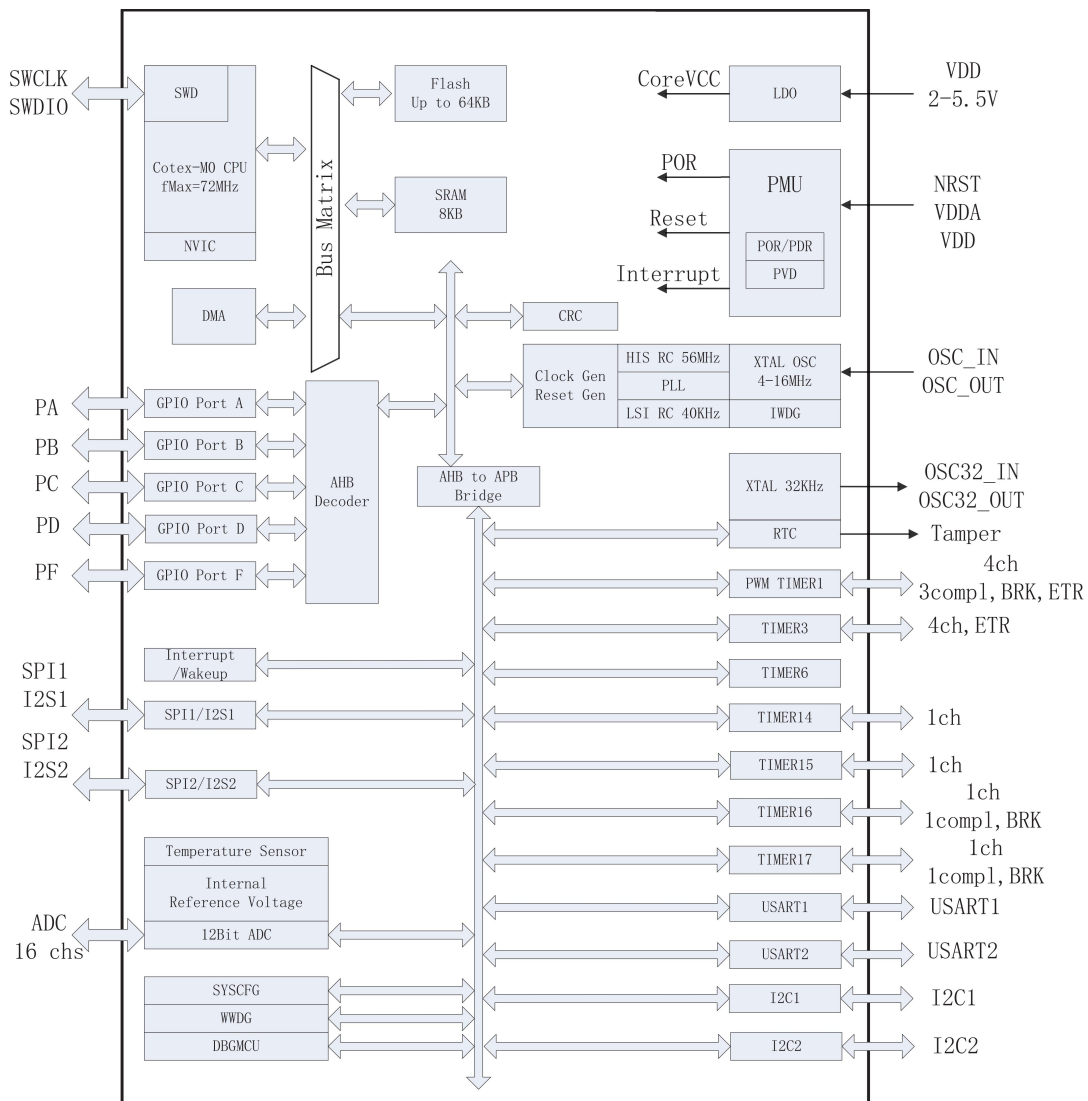 SWCLK
SWDIO
SWD
Cotex-M0 CPU
fMax=72MHz
NVIC
DMA
Bus Matrix
Flash
Up to 64KB
SRAM
8KB
CoreVCC
LDO
VDD
2-5.5V
POR
Reset
Interrupt
PMU
POR/PDR
PVD
NRST
VDDA
VDD
CRC
Clock Gen
Reset Gen
HIS RC 56MHz
PLL
LSI RC 40KHz
XTAL OSC
4-16MHz
IWDG
OSC_IN
OSC_OUT
PA
GPIO Port A
PB
GPIO Port B
PC
GPIO Port C
PD
GPIO Port D
PF
GPIO Port F
AHB
Decoder
AHB to APB
Bridge
XTAL 32KHz
RTC
OSC32_IN
OSC32_OUT
Tamper
PWM TIMER1
4ch
3compl,BRK,ETR
TIMER3
4ch,ETR
Interrupt
/Wakeup
TIMER6
SPI1
I2S1
SPI1/I2S1
TIMER14
1ch
SPI2
I2S2
SPI2/I2S2
TIMER15
1ch
TIMER16
1ch
1compl,BRK
TIMER17
1ch
1compl,BRK
Temperature Sensor
Internal
Reference Voltage
12Bit ADC
ADC
16 chs
USART1
USART1
USART2
USART2
SYSCFG
WWDG
DBGMCU
I2C1
I2C1
I2C2
I2C2